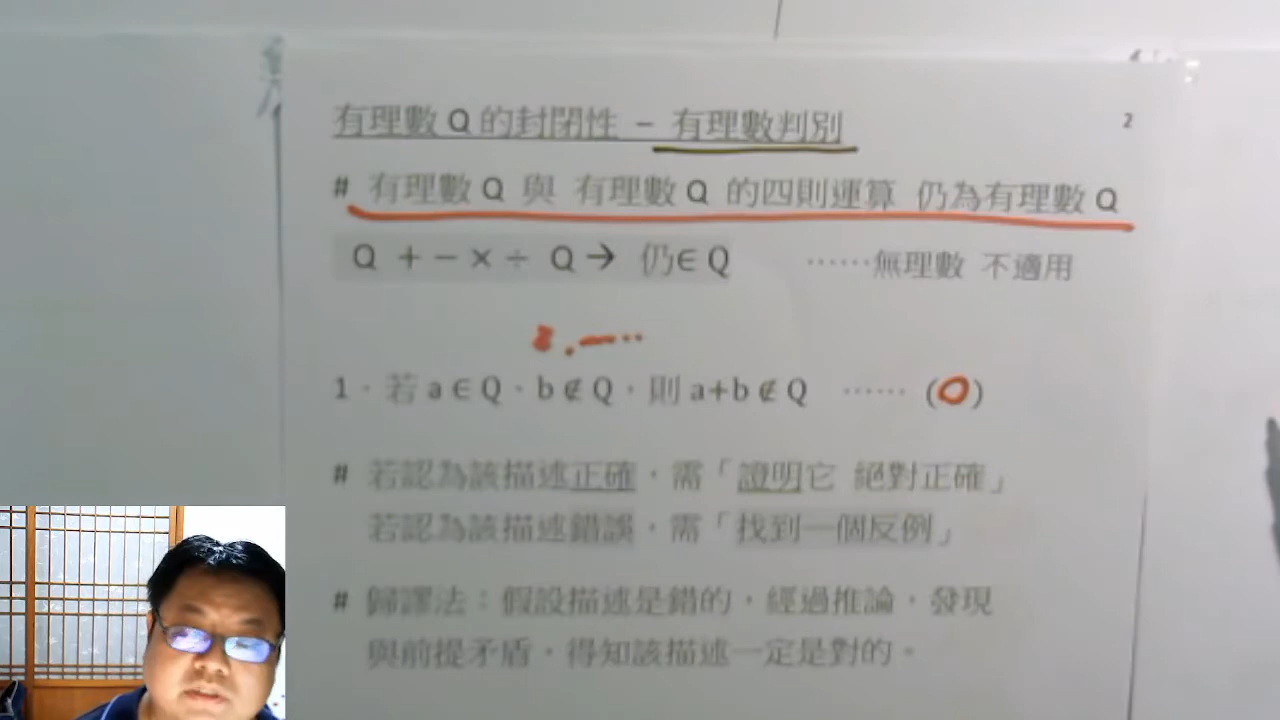 有理數 Q 的封閉性 – 有理數判別
2
# 有理數 Q 與 有理數 Q 的四則運算 仍為有理數 Q
Q + − × ÷ Q → 仍∈ Q ……無理數 不適用
1.若 a ∈ Q、b ∉ Q,則 a+b ∉ Q …… (O)
# 若認為該描述正確,需「證明它 絕對正確」
若認為該描述錯誤,需「找到一個反例」
# 歸謬法:假設描述是錯的,經過推論,發現
與前提矛盾,得知該描述一定是對的。